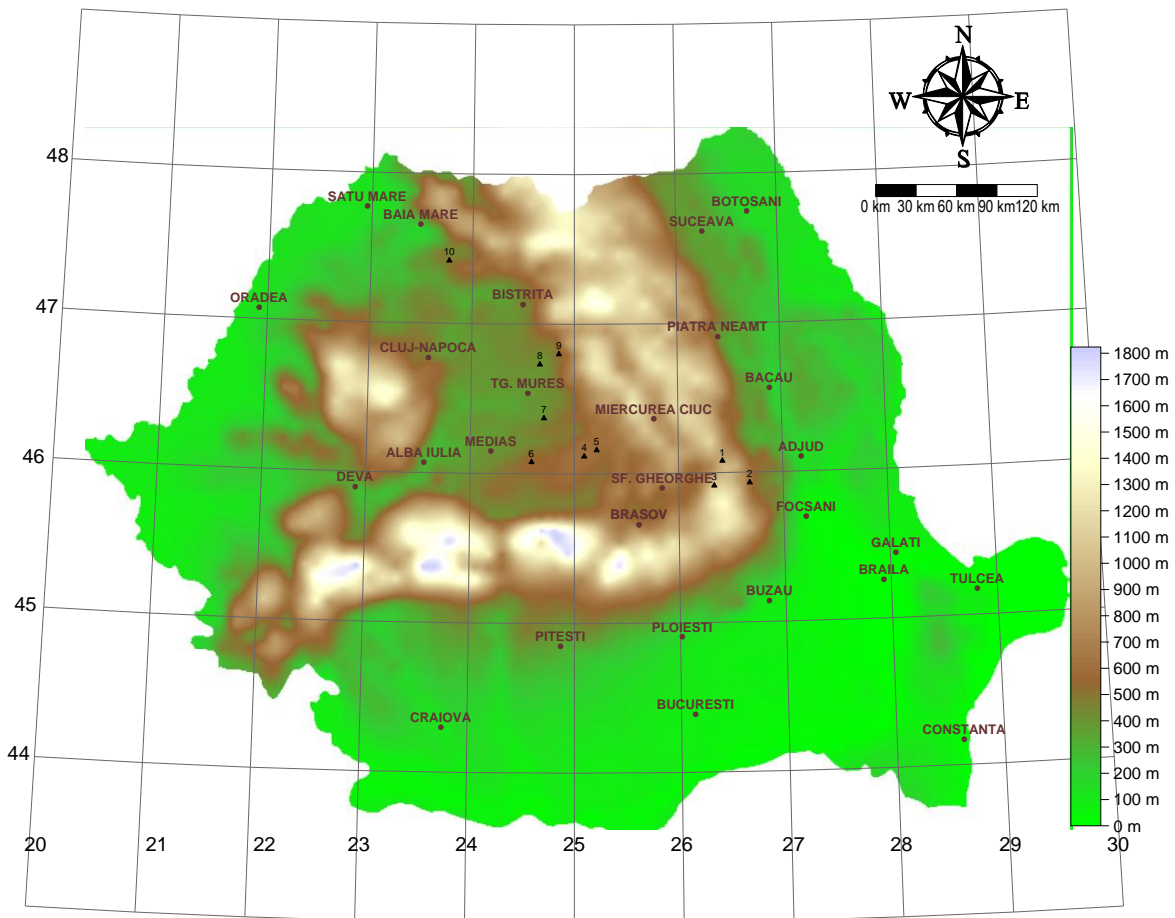 N
W E
S
0 km 30 km 60 km 90 km 120 km
48
SATU MARE
BAIA MARE
BOTOSANI
SUCEAVA
10
47
ORADEA
BISTRITA
PIATRA NEAMT
CLUJ-NAPOCA
8
9
TG. MURES
BACAU
7
MIERCUREA CIUC
46
ALBA IULIA
MEDIAS
6
4
5
1
ADJUD
DEVA
SF. GHEORGHE
3
2
FOCSANI
BRASOV
GALATI
BRAILA
TULCEA
45
BUZAU
PITESTI
PLOIESTI
CRAIOVA
BUCURESTI
CONSTANTA
44
20 21 22 23 24 25 26 27 28 29 30
1800 m
1700 m
1600 m
1500 m
1400 m
1300 m
1200 m
1100 m
1000 m
900 m
800 m
700 m
600 m
500 m
400 m
300 m
200 m
100 m
0 m